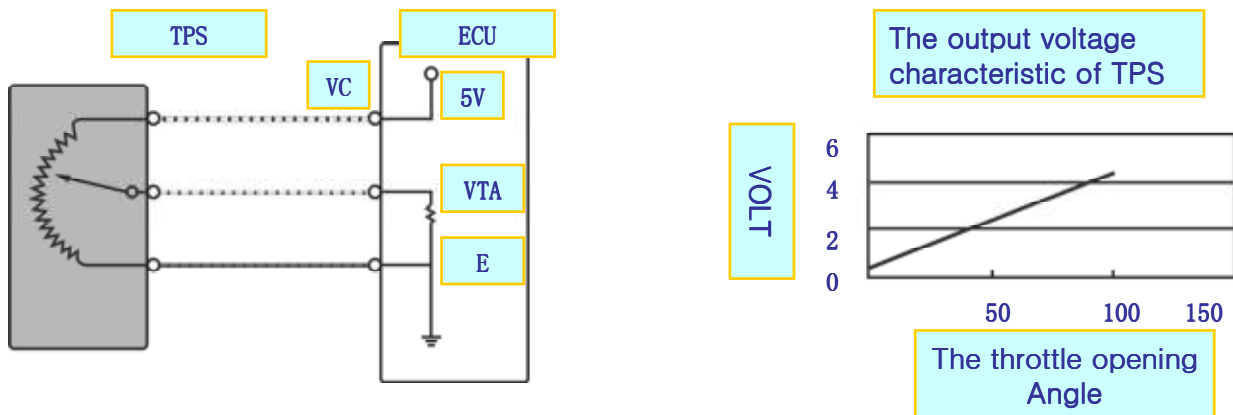 TPS
ECU
VC
5V
VTA
E
The output voltage
characteristic of TPS
VOLT
6
4
2
0
50 100 150
The throttle opening
Angle